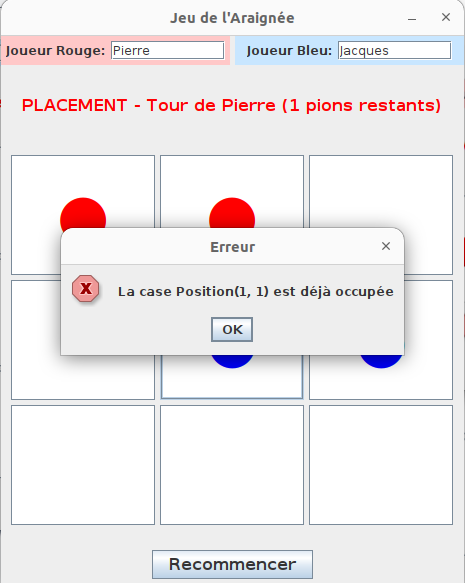 Jeu de l'Araignée
Joueur Rouge: Pierre Joueur Bleu: Jacques
PLACEMENT - Tour de Pierre (1 pions restants)
Erreur
X La case Position(1, 1) est déjà occupée
OK
Recommencer